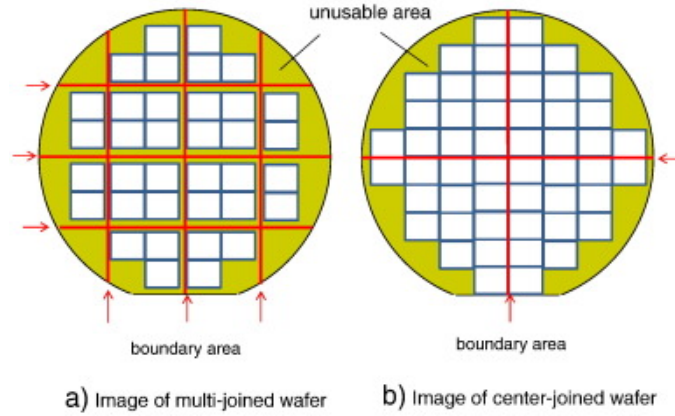 unusable area
boundary area
boundary area
a) Image of multi-joined wafer
b) Image of center-joined wafer